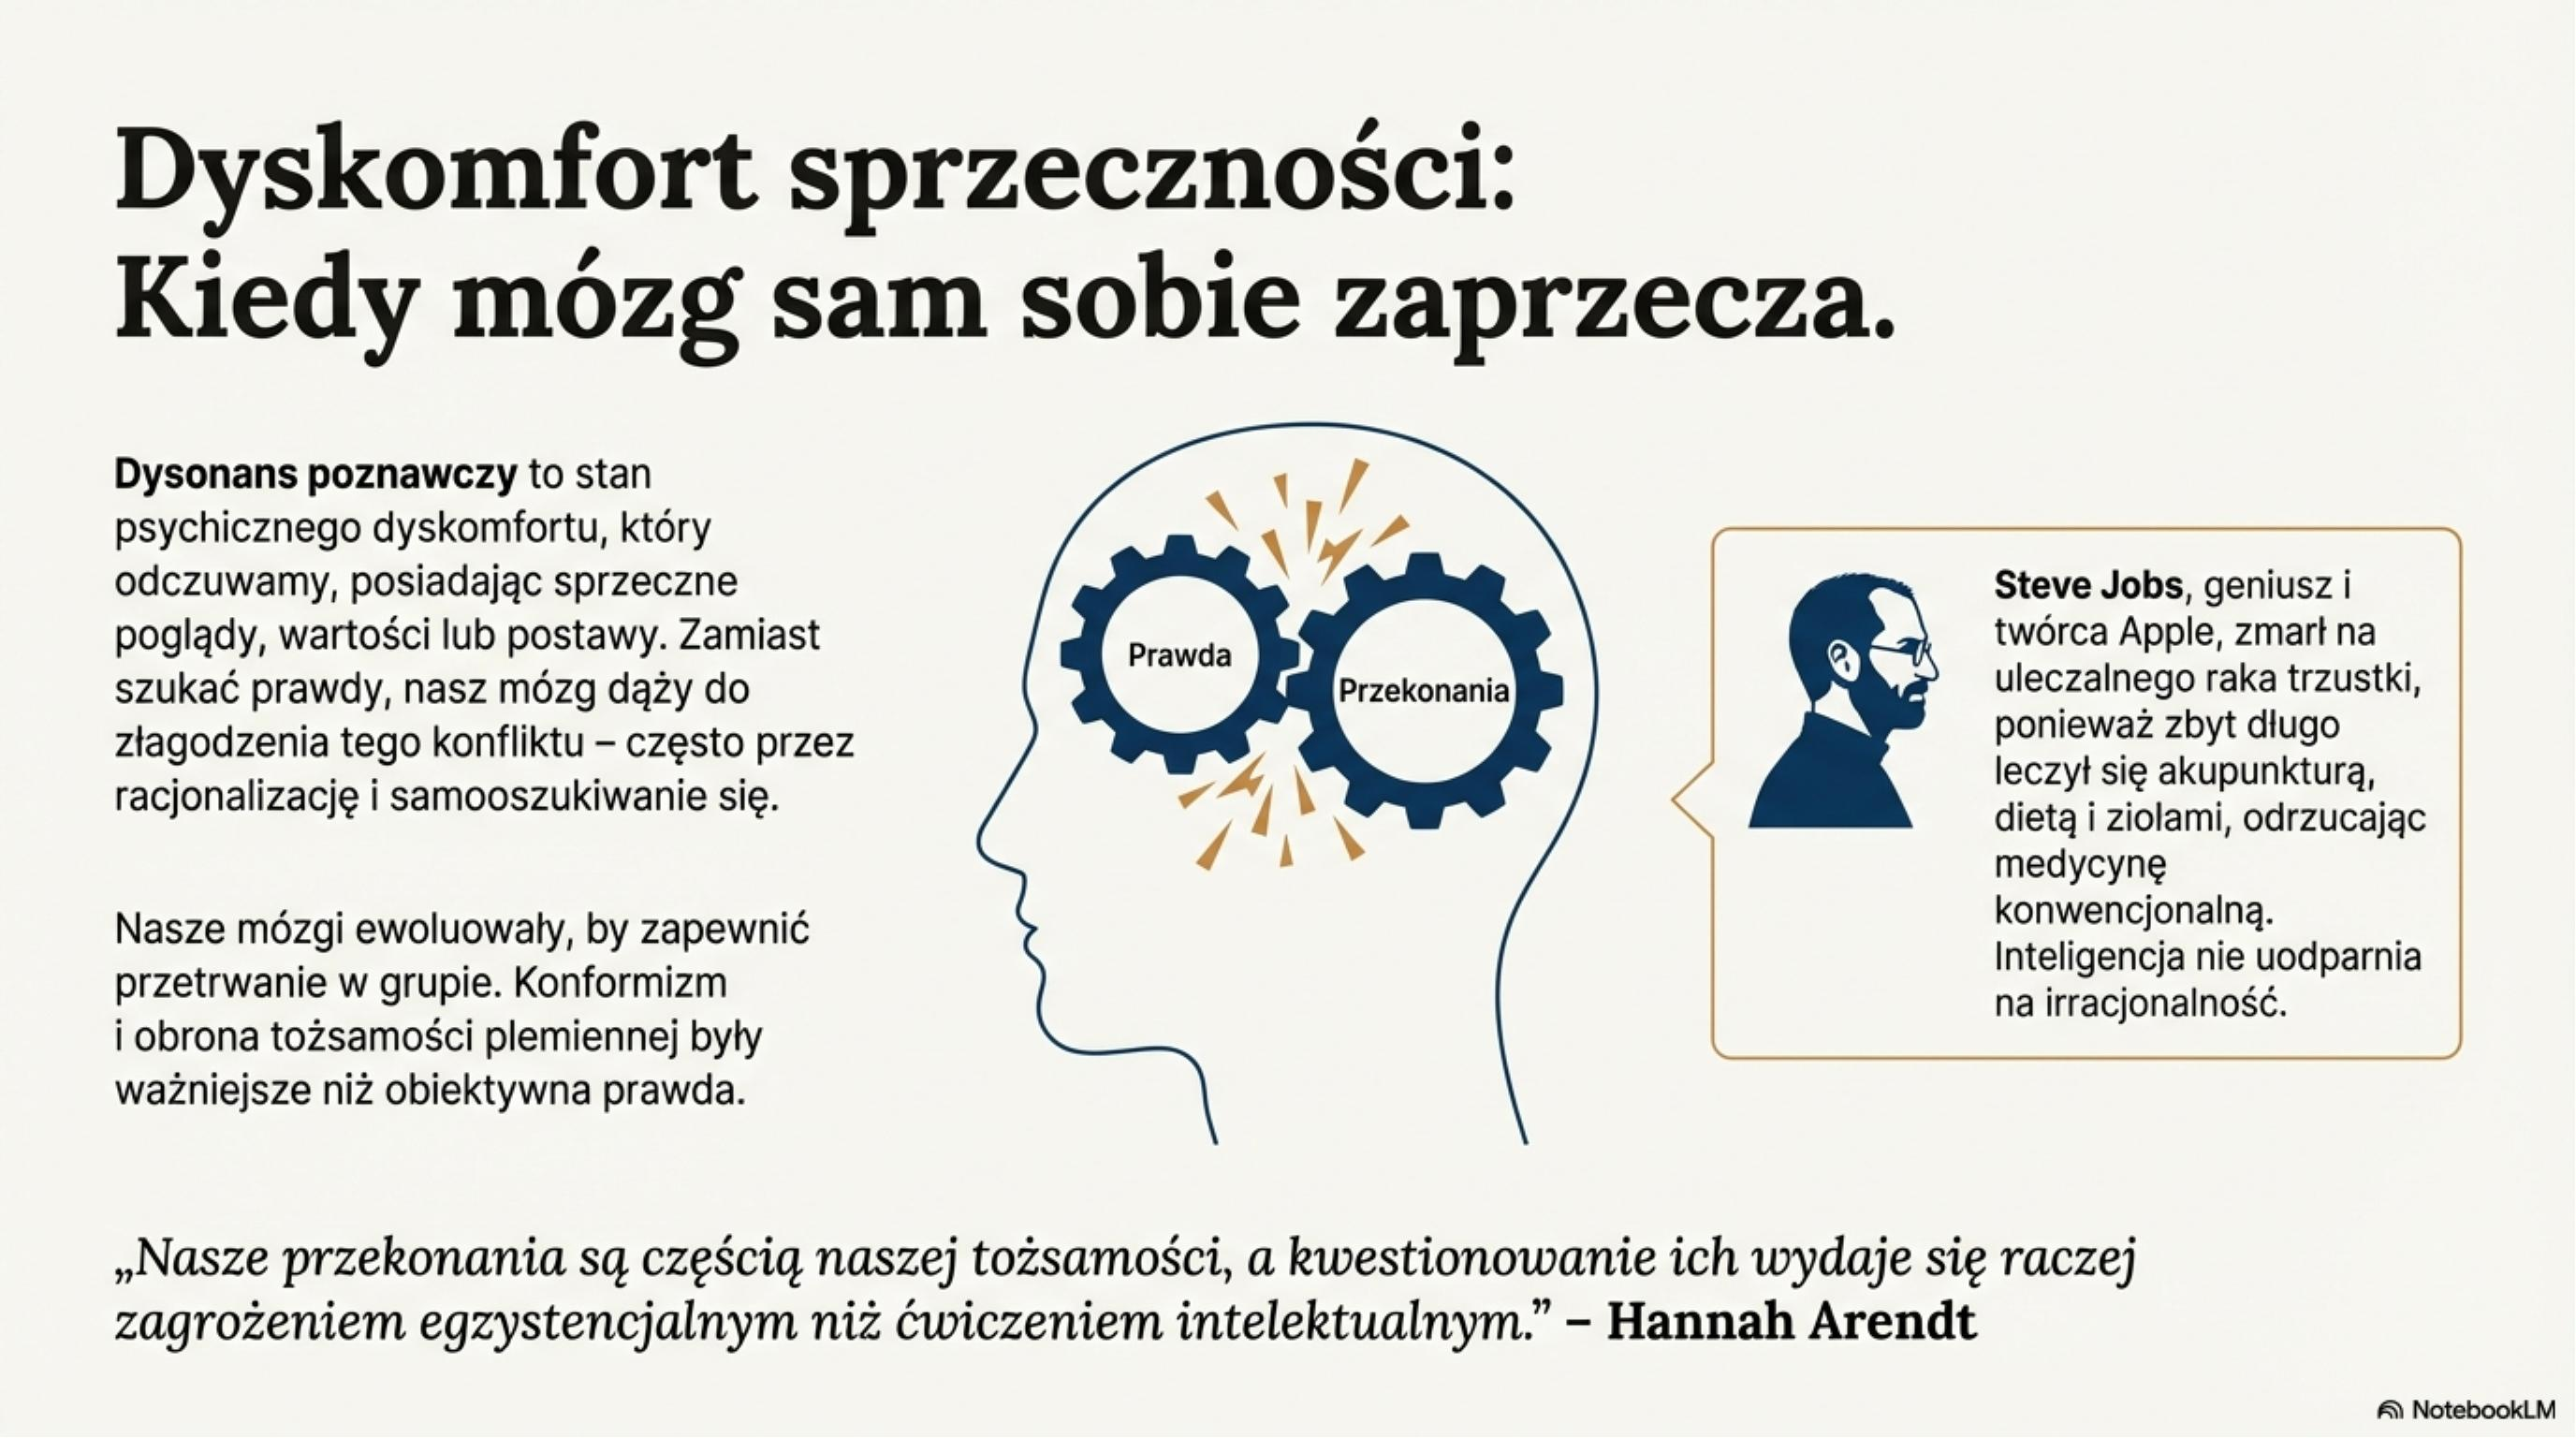 Dyskomfort sprzeczności:
Kiedy mózg sam sobie zaprzecza.
Dysonans poznawczy to stan
psychicznego dyskomfortu, który
odczuwamy, posiadając sprzeczne
poglądy, wartości lub postawy. Zamiast
szukać prawdy, nasz mózg dąży do
złagodzenia tego konfliktu – często przez
racjonalizację i samooszukiwanie się.
Nasze mózgi ewoluowały, by zapewnić
przetrwanie w grupie. Konformizm
i obrona tożsamości plemiennej były
ważniejsze niż obiektywna prawda.
Prawda
Przekonania
Steve Jobs, geniusz i
twórca Apple, zmarł na
uleczalnego raka trzustki,
ponieważ zbyt długo
leczył się akupunkturą,
dietą i ziolami, odrzucając
medycynę
konwencjonalną.
Inteligencja nie uodparnia
na irracjonalność.
„Nasze przekonania są częścią naszej tożsamości, a kwestionowanie ich wydaje się raczej
zagrożeniem egzystencjalnym niż ćwiczeniem intelektualnym.” – Hannah Arendt
NotebookLM